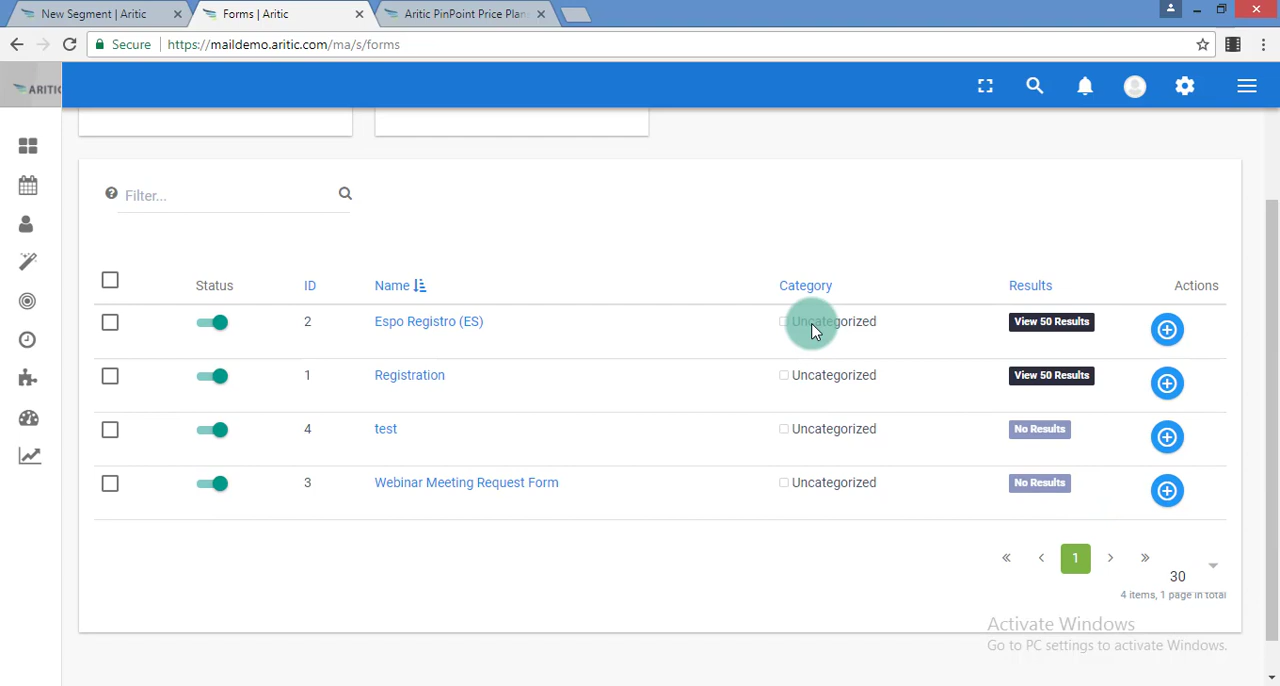 New Segment | Aritic
Forms | Aritic
Aritic PinPoint Price Plan
Secure https://maildemo.aritic.com/ma/s/forms
ARITIC
Filter...
Status ID Name Category Results Actions
2 Espo Registro (ES) Uncategorized View 50 Results
1 Registration Uncategorized View 50 Results
4 test Uncategorized No Results
3 Webinar Meeting Request Form Uncategorized No Results
« ‹ 1 › »
30
4 items, 1 page in total
Activate Windows
Go to PC settings to activate Windows.